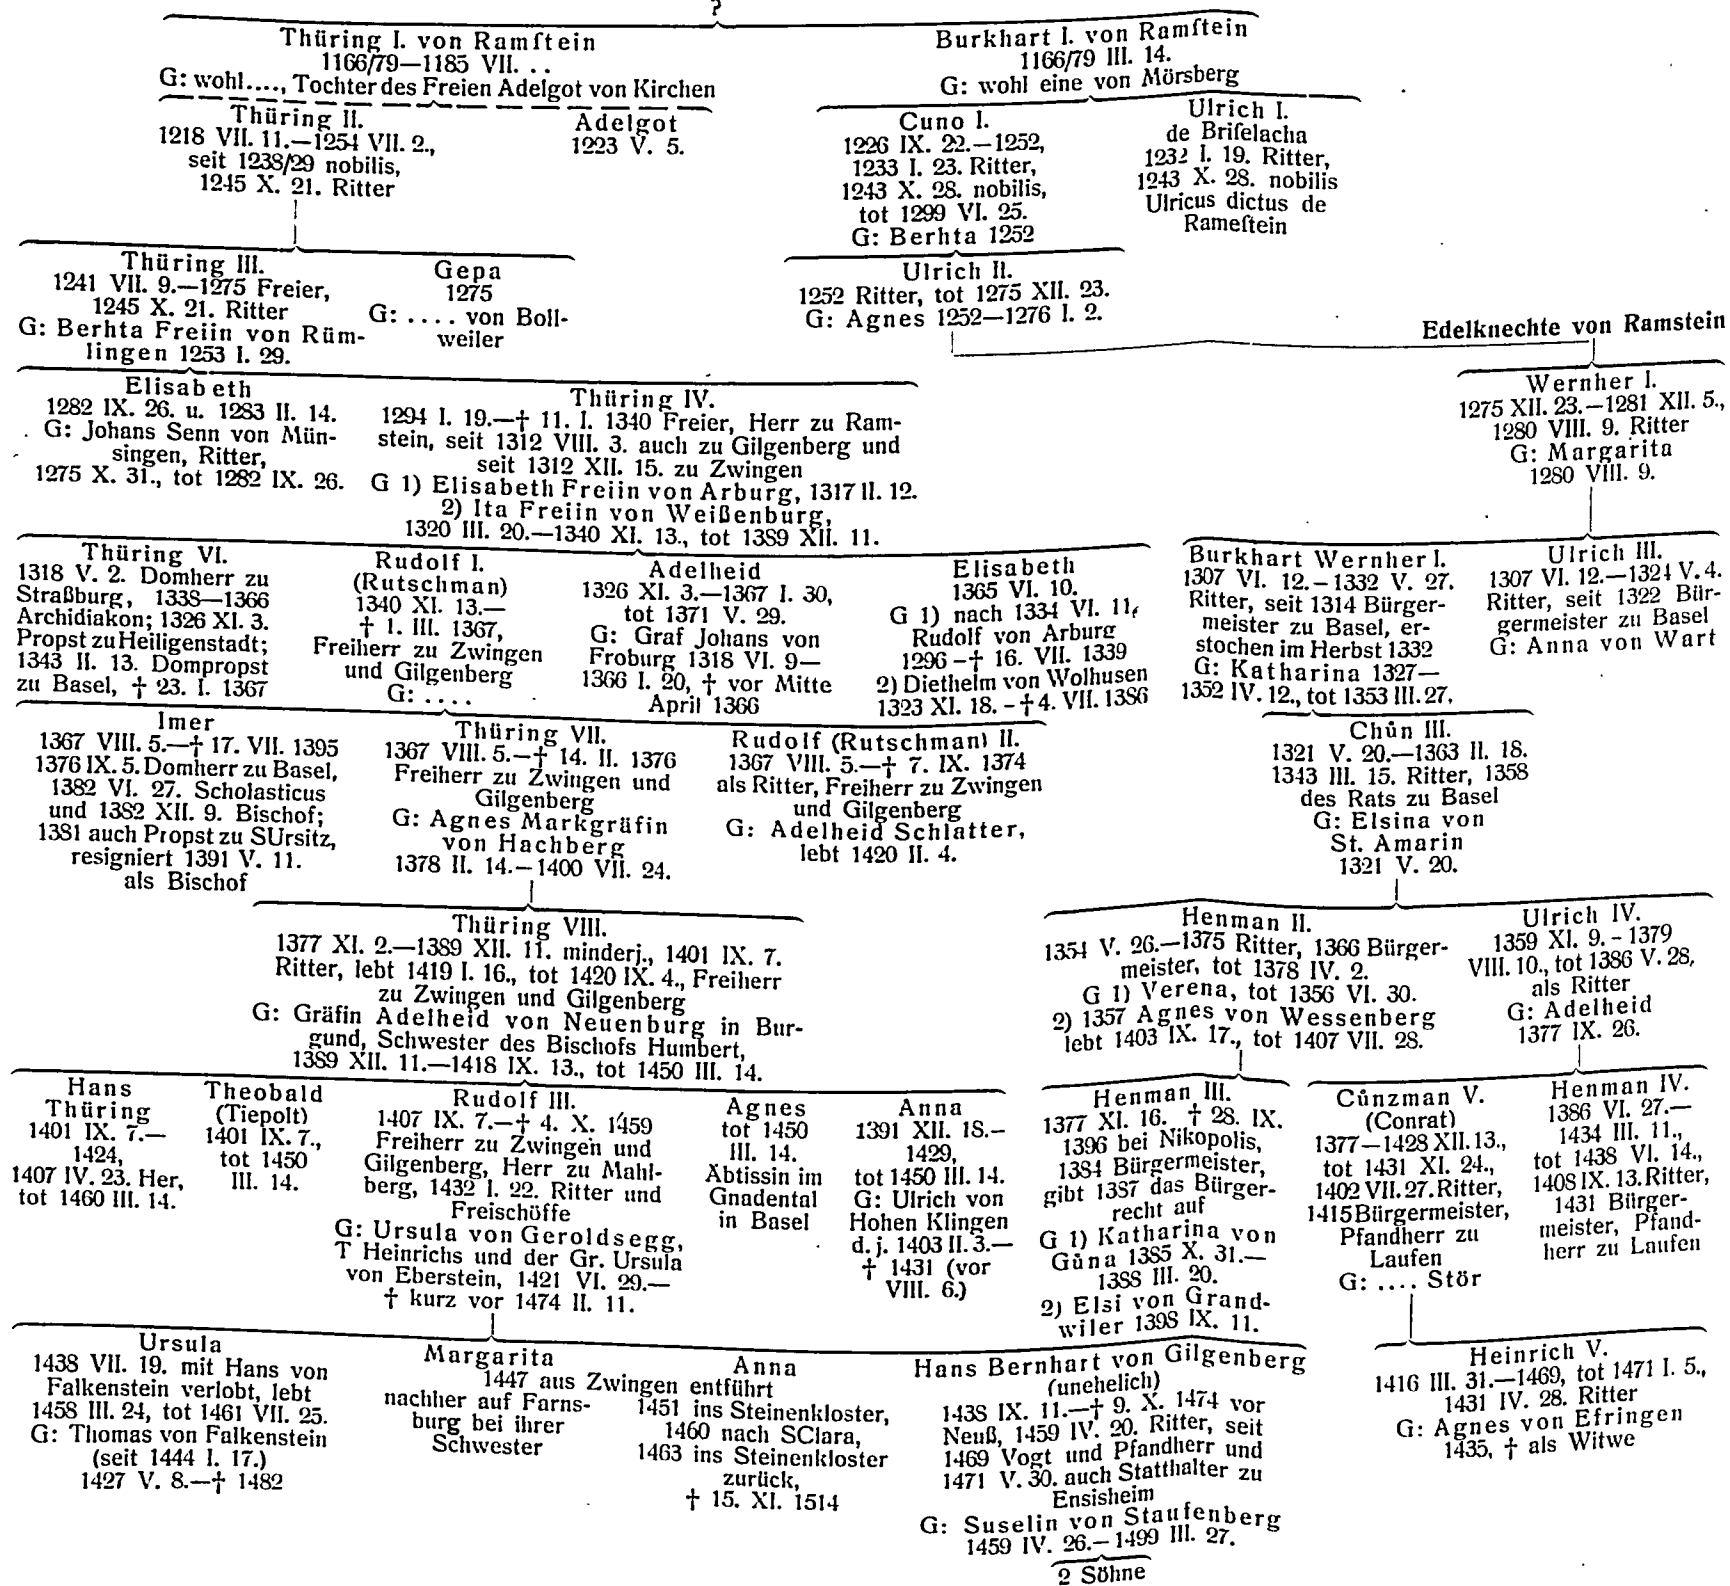 ?
Thüring I. von Ramſtein
1166/79—1185 VII. . .
G: wohl...., Tochter des Freien Adelgot von Kirchen
Burkhart I. von Ramſtein
1166/79 III. 14.
G: wohl eine von Mörsberg
Thüring II.
1218 VII. 11.—1254 VII. 2.,
seit 1238/29 nobilis,
1245 X. 21. Ritter
Adelgot
1223 V. 5.
Cuno I.
1226 IX. 22.—1252,
1233 I. 23. Ritter,
1243 X. 28. nobilis,
tot 1299 VI. 25.
G: Berhta 1252
Ulrich I.
de Briſelacha
1232 I. 19. Ritter,
1243 X. 28. nobilis
Ulricus dictus de
Rameſtein
Thüring III.
1241 VII. 9.—1275 Freier,
1245 X. 21. Ritter
G: Berhta Freiin von Rüm-
lingen 1253 I. 29.
Gepa
1275
G: .... von Boll-
weiler
Ulrich II.
1252 Ritter, tot 1275 XII. 23.
G: Agnes 1252—1276 I. 2.
Edelknechte von Ramstein
Elisabeth
1282 IX. 26. u. 1283 II. 14.
G: Johans Senn von Mün-
singen, Ritter,
1275 X. 31., tot 1282 IX. 26.
Thüring IV.
1294 I. 19.—† 11. I. 1340 Freier, Herr zu Ram-
stein, seit 1312 VIII. 3. auch zu Gilgenberg und
seit 1312 XII. 15. zu Zwingen
G 1) Elisabeth Freiin von Arburg, 1317 II. 12.
2) Ita Freiin von Weißenburg,
1320 III. 20.—1340 XI. 13., tot 1389 XII. 11.
Wernher I.
1275 XII. 23.—1281 XII. 5.,
1280 VIII. 9. Ritter
G: Margarita
1280 VIII. 9.
Thüring VI.
1318 V. 2. Domherr zu
Straßburg, 1338—1366
Archidiakon; 1326 XI. 3.
Propst zu Heiligenstadt;
1343 II. 13. Dompropst
zu Basel, † 23. I. 1367
Rudolf I.
(Rutschman)
1340 XI. 13.—
† 1. III. 1367,
Freiherr zu Zwingen
und Gilgenberg
G: ....
Adelheid
1326 XI. 3.—1367 I. 30,
tot 1371 V. 29.
G: Graf Johans von
Froburg 1318 VI. 9—
1366 I. 20, † vor Mitte
April 1366
Elisabeth
1365 VI. 10.
G 1) nach 1334 VI. 11,
Rudolf von Arburg
1296 -† 16. VII. 1339
2) Diethelm von Wolhusen
1323 XI. 18. - † 4. VII. 1386
Burkhart Wernher I.
1307 VI. 12. - 1332 V. 27.
Ritter, seit 1314 Bürger-
meister zu Basel, er-
stochen im Herbst 1332
G: Katharina 1327—
1352 IV. 12., tot 1353 III. 27.
Ulrich III.
1307 VI. 12.—1324 V. 4.
Ritter, seit 1322 Bür-
germeister zu Basel
G: Anna von Wart
Imer
1367 VIII. 5.—† 17. VII. 1395
1376 IX. 5. Domherr zu Basel,
1382 VI. 27. Scholasticus
und 1382 XII. 9. Bischof;
1381 auch Propst zu SUrsitz,
resigniert 1391 V. 11.
als Bischof
Thüring VII.
1367 VIII. 5.—† 14. II. 1376
Freiherr zu Zwingen und
Gilgenberg
G: Agnes Markgräfin
von Hachberg
1378 II. 14.—1400 VII. 24.
Rudolf (Rutschman) II.
1367 VIII. 5.—† 7. IX. 1374
als Ritter, Freiherr zu Zwingen
und Gilgenberg
G: Adelheid Schlatter,
lebt 1420 II. 4.
Chůn III.
1321 V. 20.—1363 II. 18.
1343 III. 15. Ritter, 1358
des Rats zu Basel
G: Elsina von
St. Amarin
1321 V. 20.
Thüring VIII.
1377 XI. 2.—1389 XII. 11. minderj., 1401 IX. 7.
Ritter, lebt 1419 I. 16., tot 1420 IX. 4., Freiherr
zu Zwingen und Gilgenberg
G: Gräfin Adelheid von Neuenburg in Bur-
gund, Schwester des Bischofs Humbert,
1389 XII. 11.—1418 IX. 13., tot 1450 III. 14.
Henman II.
1354 V. 26.—1375 Ritter, 1366 Bürger-
meister, tot 1378 IV. 2.
G 1) Verena, tot 1356 VI. 30.
2) 1357 Agnes von Wessenberg
lebt 1403 IX. 17., tot 1407 VII. 28.
Ulrich IV.
1359 XI. 9. - 1379
VIII. 10., tot 1386 V. 28,
als Ritter
G: Adelheid
1377 IX. 26.
Hans
Thüring
1401 IX. 7.—
1424,
1407 IV. 23. Her,
tot 1460 III. 14.
Theobald
(Tiepolt)
1401 IX. 7.,
tot 1450
III. 14.
Rudolf III.
1407 IX. 7.—† 4. X. 1459
Freiherr zu Zwingen und
Gilgenberg, Herr zu Mahl-
berg, 1432 I. 22. Ritter und
Freischöffe
G: Ursula von Geroldsegg,
T Heinrichs und der Gr. Ursula
von Eberstein, 1421 VI. 29.—
† kurz vor 1474 II. 11.
Agnes
tot 1450
III. 14.
Äbtissin im
Gnadental
in Basel
Anna
1391 XII. 18.-
1429,
tot 1450 III. 14.
G: Ulrich von
Hohen Klingen
d. j. 1403 II. 3.—
† 1431 (vor
VIII. 6.)
Henman III.
1377 XI. 16. † 28. IX.
1396 bei Nikopolis,
1384 Bürgermeister,
gibt 1387 das Bürger-
recht auf
G 1) Katharina von
Gůna 1385 X. 31.—
1388 III. 20.
2) Elsi von Grand-
wiler 1398 IX. 11.
Cůnzman V.
(Conrat)
1377—1428 XII. 13.,
tot 1431 XI. 24.,
1402 VII. 27. Ritter,
1415 Bürgermeister,
Pfandherr zu
Laufen
G: .... Stör
Henman IV.
1386 VI. 27.—
1434 III. 11.,
tot 1438 VI. 14.,
1408 IX. 13. Ritter,
1431 Bürger-
meister, Pfand-
herr zu Laufen
Ursula
1438 VII. 19. mit Hans von
Falkenstein verlobt, lebt
1458 III. 24, tot 1461 VII. 25.
G: Thomas von Falkenstein
(seit 1444 I. 17.)
1427 V. 8.—† 1482
Margarita Anna
1447 aus Zwingen entführt
nachher auf Farns-
burg bei ihrer
Schwester
1451 ins Steinenkloster,
1460 nach SClara,
1463 ins Steinenkloster
zurück,
† 15. XI. 1514
Hans Bernhart von Gilgenberg
(unehelich)
1438 IX. 11.—† 9. X. 1474 vor
Neuß, 1459 IV. 20. Ritter, seit
1469 Vogt und Pfandherr und
1471 V. 30. auch Statthalter zu
Ensisheim
G: Suselin von Staufenberg
1459 IV. 26.—1499 III. 27.
2 Söhne
Heinrich V.
1416 III. 31.—1469, tot 1471 I. 5.,
1431 IV. 28. Ritter
G: Agnes von Efringen
1435, † als Witwe